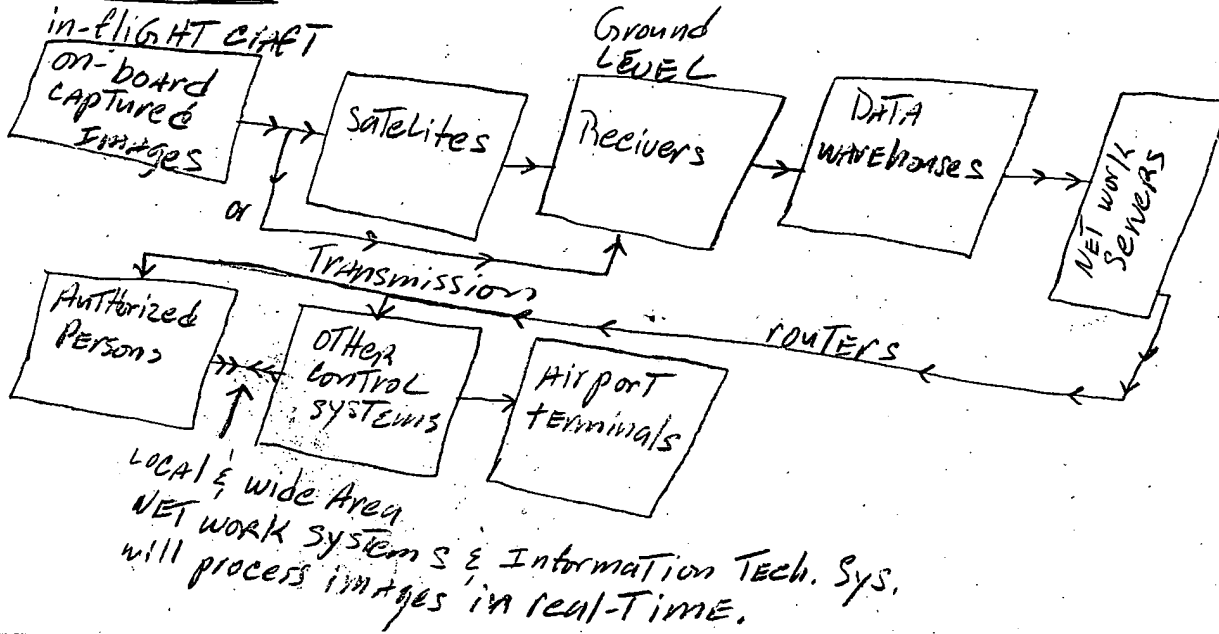 in-fliGHT CrAFT
on-board
CAPTured
Images
Satelites
Ground
LEVEL
Recivers
DATA
warehouses
NET work
Servers
or
Transmission
routers
AuTHorized
Persons
OTHER
control
systems
Airport
terminals
LOCAl & wide Area
NET work systems & Information Tech. Sys.
will process images in real-TimE.